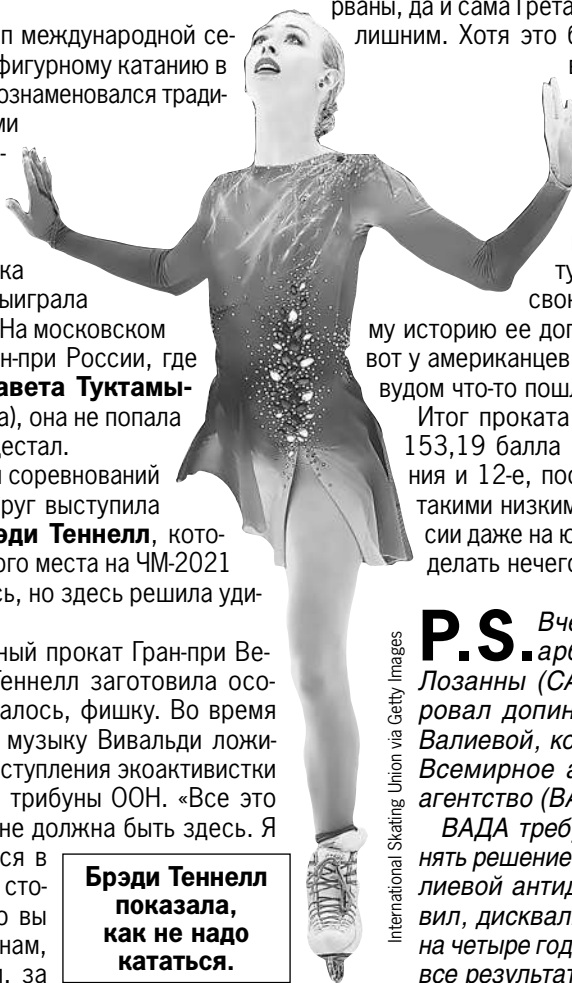 п международной се-
фигурному катанию в
ознаменовался тради-
ми
-
ка
ыиграла
На московском
н-при России, где
авета Туктамы-
а), она не попала
дестал.
и соревнований
руг выступила
эди Теннелл, кото-
ого места на ЧМ-2021
сь, но здесь решила уди-
ный прокат Гран-при Ве-
Теннелл заготовила осо-
алось, фишку. Во время
музыку Вивальди ложи-
ступления экоактивистки
трибуны ООН. «Все это
не должна быть здесь. Я
ся в
сто-
о вы
нам,
, за
Брэди Теннелл
показала,
как не надо
кататься.
International Skating Union via Getty Images
рваны, да и сама Грета
лишним. Хотя это б
в
ту
свою
му историю ее доп
вот у американцев
вудом что-то пошл
Итог проката
153,19 балла
ния и 12-е, пос
такими низким
сии даже на ю
делать нечего
P.S. Вче
арб
Лозанны (CA
ровал допин
Валиевой, ко
Всемирное а
агентство (ВА
ВАДА требу
нять решение
лиевой антид
вил, дисквал
на четыре год
все результат